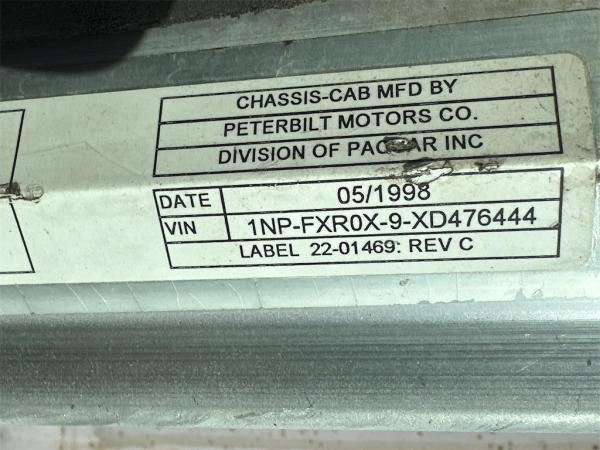 CHASSIS-CAB MFD BY
PETERBILT MOTORS CO.
DIVISION OF PACCAR INC
DATE 05/1998
VIN 1NP-FXR0X-9-XD476444
LABEL 22-01469: REV C